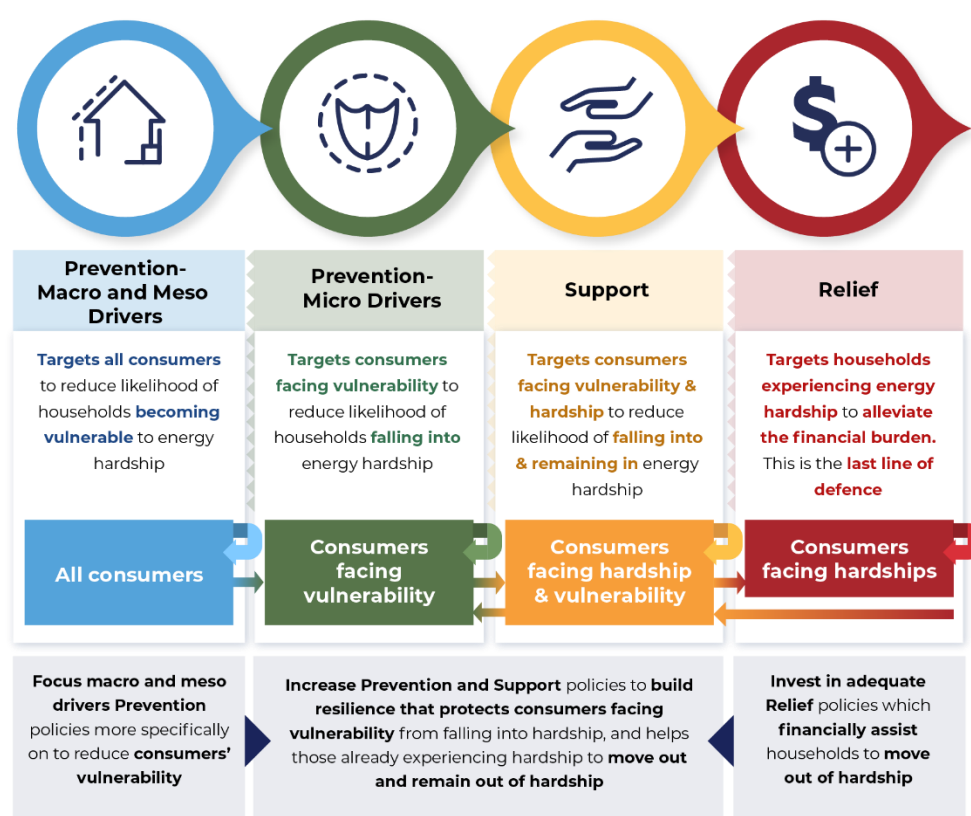 Prevention-
Macro and Meso
Drivers
Prevention-
Micro Drivers
Support
Relief
Targets all consumers
to reduce likelihood of
households becoming
vulnerable to energy
hardship
Targets consumers
facing vulnerability to
reduce likelihood of
households falling into
energy hardship
Targets consumers
facing vulnerability &
hardship to reduce
likelihood of falling into
& remaining in energy
hardship
Targets households
experiencing energy
hardship to alleviate
the financial burden.
This is the last line of
defence
All consumers
Consumers
facing
vulnerability
Consumers
facing hardship
& vulnerability
Consumers
facing hardships
Focus macro and meso
drivers Prevention
policies more specifically
on to reduce consumers’
vulnerability
Increase Prevention and Support policies to build
resilience that protects consumers facing
vulnerability from falling into hardship, and helps
those already experiencing hardship to move out
and remain out of hardship
Invest in adequate
Relief policies which
financially assist
households to move
out of hardship